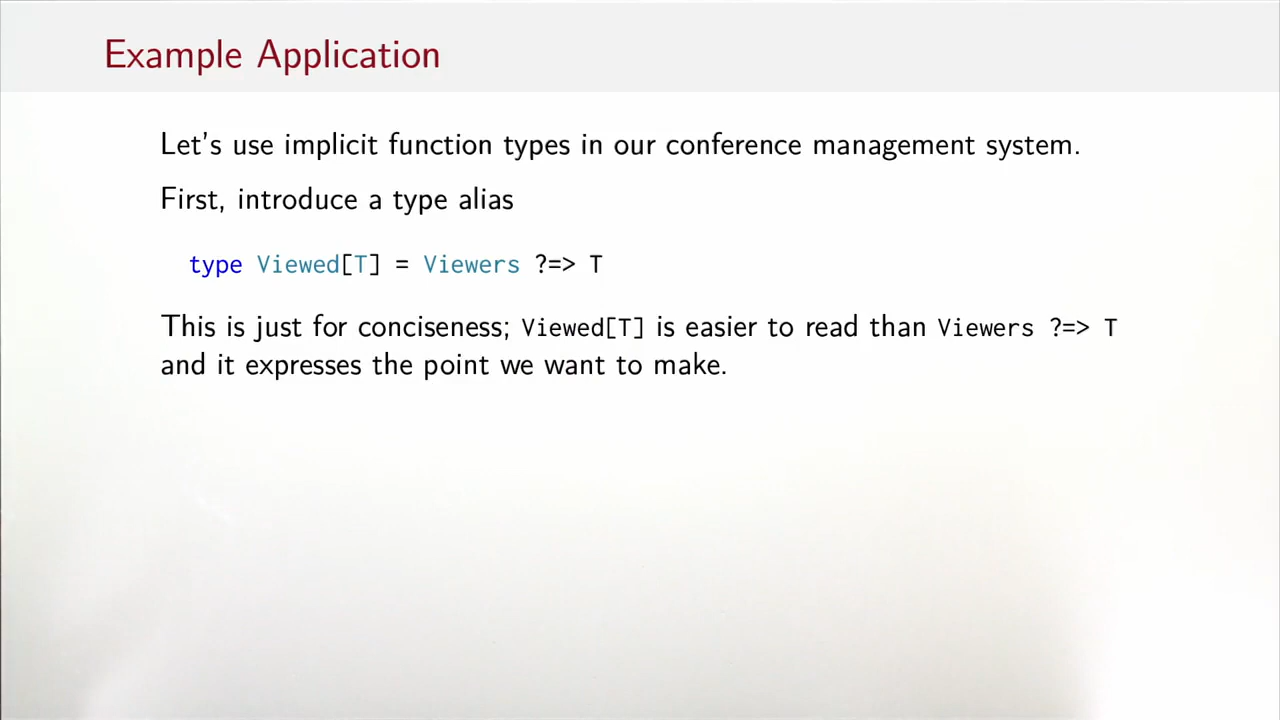 Example Application
Let's use implicit function types in our conference management system.
First, introduce a type alias
type Viewed[T] = Viewers ?=> T
This is just for conciseness; Viewed[T] is easier to read than Viewers ?=> T
and it expresses the point we want to make.